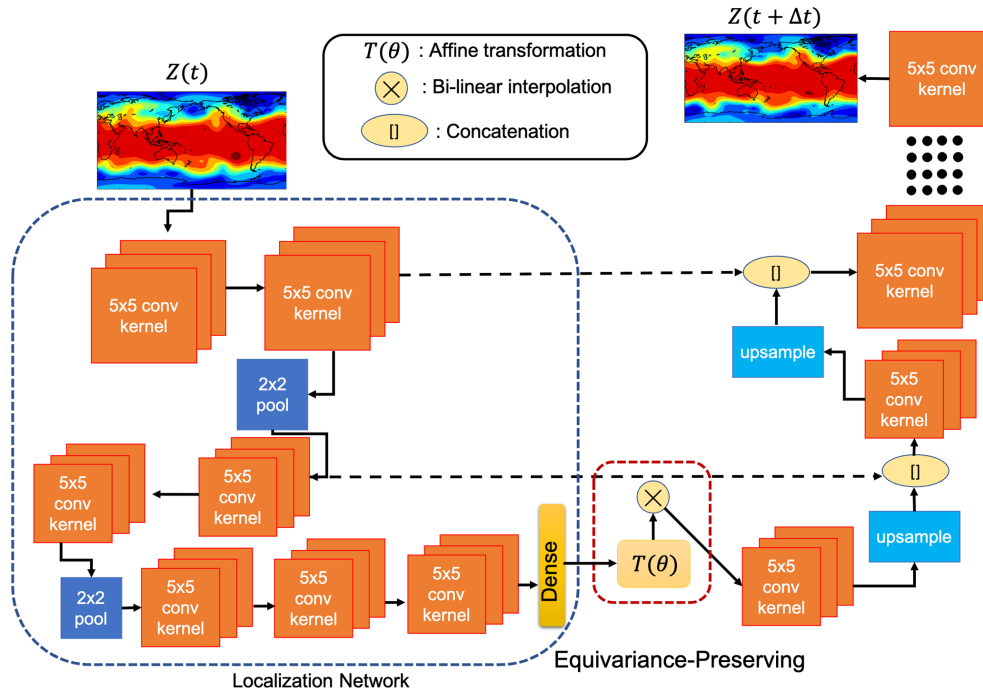 Z(t)
T(θ) : Affine transformation
: Bi-linear interpolation
[] : Concatenation
Z(t + Δt)
5x5 conv
kernel
5x5 conv
kernel
5x5 conv
kernel
[]
5x5 conv
kernel
2x2
pool
upsample
5x5
conv
kernel
5x5
conv
kernel
5x5
conv
kernel
[]
2x2
pool
5x5
conv
kernel
5x5
conv
kernel
5x5
conv
kernel
Dense
T(θ)
5x5
conv
kernel
upsample
Equivariance-Preserving
Localization Network